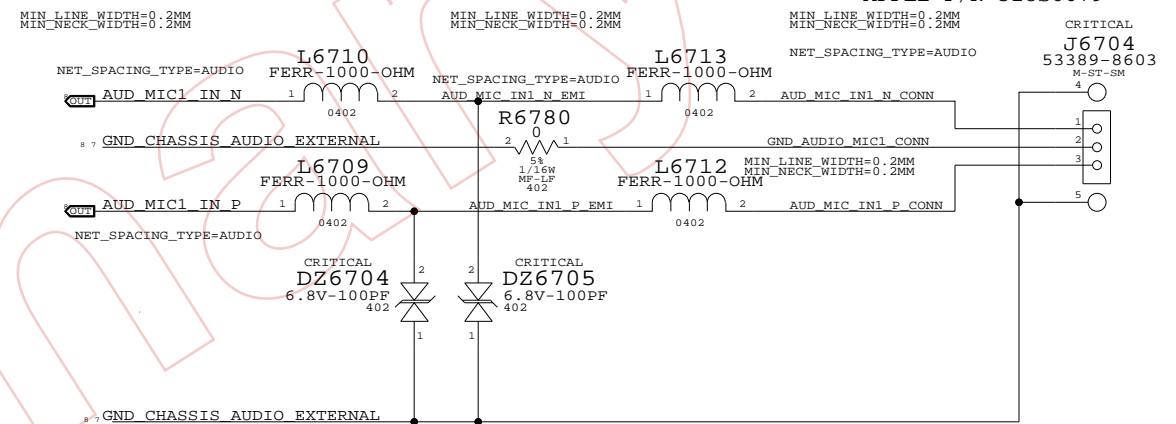 MIN_LINE_WIDTH=0.2MM
MIN_NECK_WIDTH=0.2MM
MIN_LINE_WIDTH=0.2MM
MIN_NECK_WIDTH=0.2MM
MIN_LINE_WIDTH=0.2MM
MIN_NECK_WIDTH=0.2MM
CRITICAL
J6704
53389-8603
M-ST-SM
L6710
FERR-1000-OHM
L6713
FERR-1000-OHM
NET_SPACING_TYPE=AUDIO
NET_SPACING_TYPE=AUDIO
NET_SPACING_TYPE=AUDIO
4
OUT
AUD_MIC1_IN_N
1
2
AUD_MIC_IN1_N_EMI
1
2
AUD_MIC_IN1_N_CONN
0402
0402
R6780
0
1
8 7
GND_CHASSIS_AUDIO_EXTERNAL
2
1
GND_AUDIO_MIC1_CONN
2
5%
1/16W
MF-LF
402
L6709
FERR-1000-OHM
L6712
FERR-1000-OHM
MIN_LINE_WIDTH=0.2MM
MIN_NECK_WIDTH=0.2MM
3
OUT
AUD_MIC1_IN_P
1
2
AUD_MIC_IN1_P_EMI
1
2
AUD_MIC_IN1_P_CONN
5
0402
0402
NET_SPACING_TYPE=AUDIO
CRITICAL
DZ6704
6.8V-100PF
402
2
1
CRITICAL
DZ6705
6.8V-100PF
402
2
1
8 7
GND_CHASSIS_AUDIO_EXTERNAL